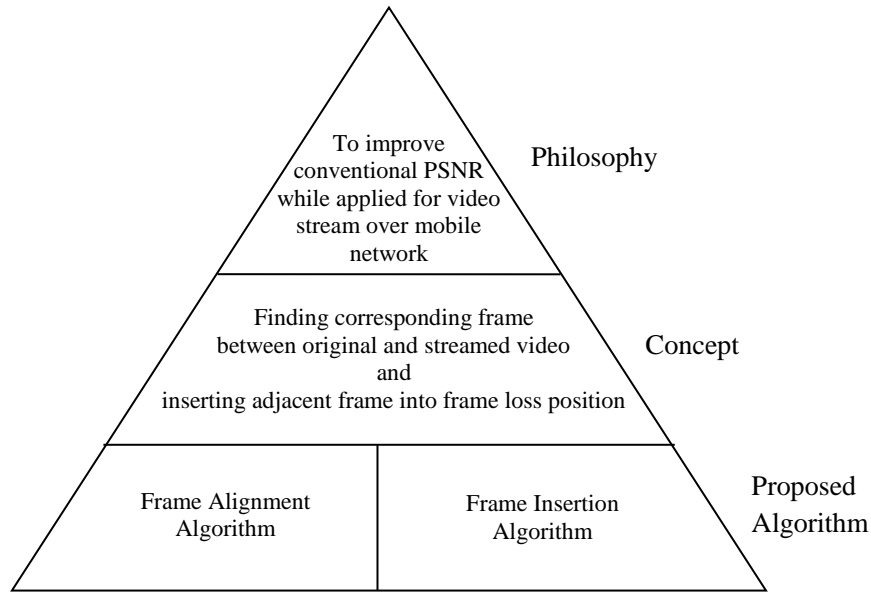 To improve
conventional PSNR
while applied for video
stream over mobile
network
Philosophy
Finding corresponding frame
between original and streamed video
and
inserting adjacent frame into frame loss position
Concept
Frame Alignment
Algorithm
Frame Insertion
Algorithm
Proposed
Algorithm